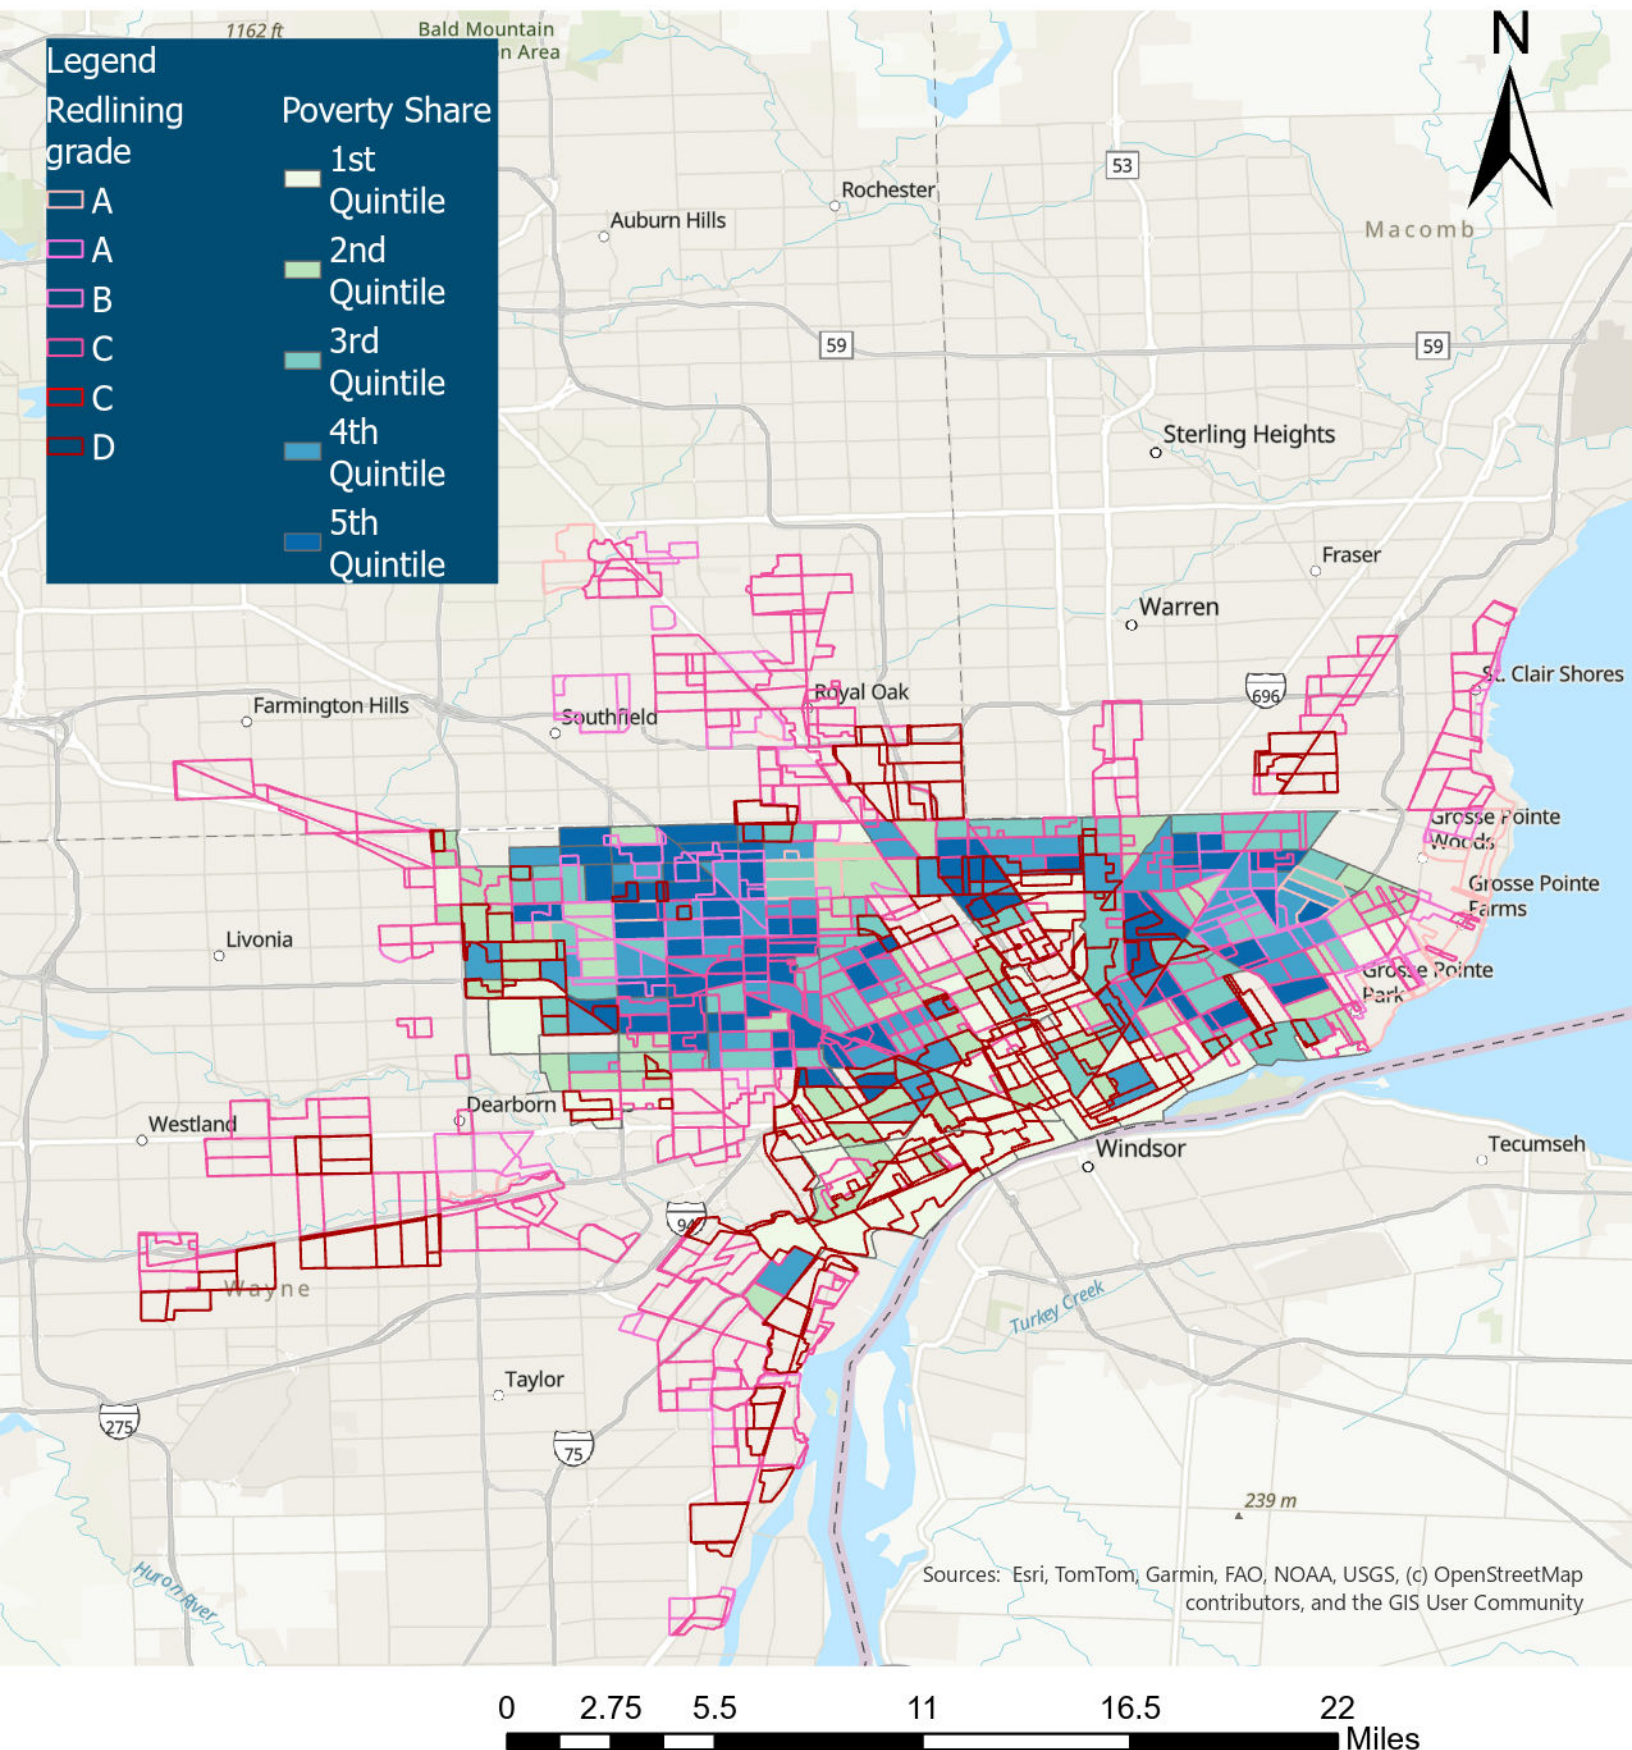 1162 ft
Bald Mountain
n Area
N
Legend
Redlining
grade
A
A
B
C
C
D
Poverty Share
1st
Quintile
2nd
Quintile
3rd
Quintile
4th
Quintile
5th
Quintile
53
Rochester
Auburn Hills
Macomb
59
59
Sterling Heights
Fraser
Warren
St. Clair Shores
696
Royal Oak
Farmington Hills
Southfield
Grosse Pointe
Woods
Grosse Pointe
Farms
Livonia
Grosse Pointe
Park
Dearborn
Westland
Windsor
Tecumseh
94
Wayne
Turkey Creek
Taylor
275
75
239 m
Huron River
Sources: Esri, TomTom, Garmin, FAO, NOAA, USGS, (c) OpenStreetMap
contributors, and the GIS User Community
0 2.75 5.5 11 16.5 22
Miles